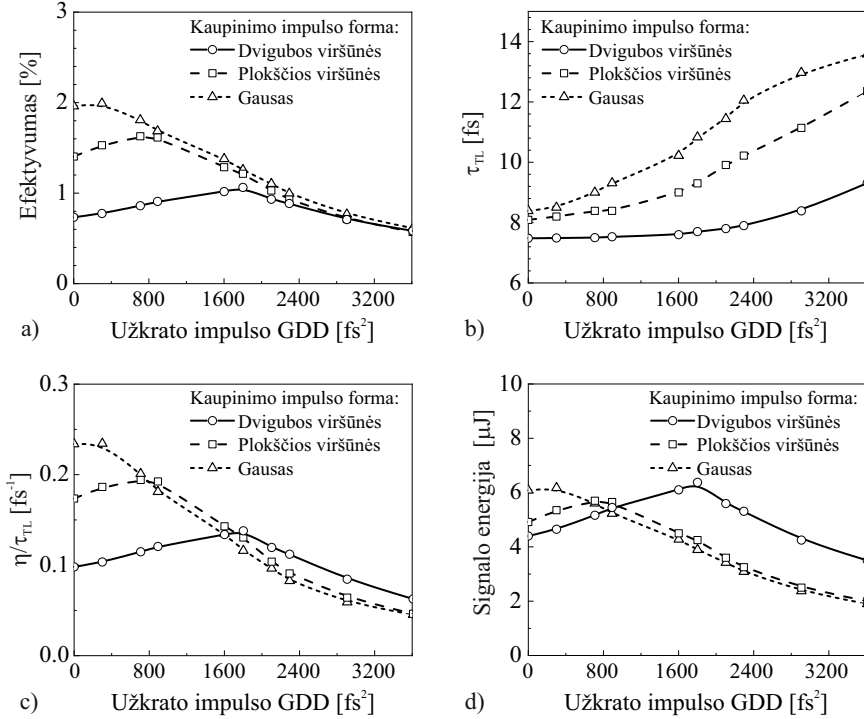 3
2
1
0
0 800 1600 2400 3200
Efektyvumas [%]
Kaupinimo impulso forma:
Dvigubos viršūnės
Plokščios viršūnės
Gausas
a) Užkrato impulso GDD [fs²]
14
12
10
8
6
0 800 1600 2400 3200
τTL [fs]
Kaupinimo impulso forma:
Dvigubos viršūnės
Plokščios viršūnės
Gausas
b) Užkrato impulso GDD [fs²]
0.3
0.2
0.1
0.0
0 800 1600 2400 3200
η/τTL [fs⁻¹]
Kaupinimo impulso forma:
Dvigubos viršūnės
Plokščios viršūnės
Gausas
c) Užkrato impulso GDD [fs²]
10
8
6
4
2
0
0 800 1600 2400 3200
Signalo energija [μJ]
Kaupinimo impulso forma:
Dvigubos viršūnės
Plokščios viršūnės
Gausas
d) Užkrato impulso GDD [fs²]